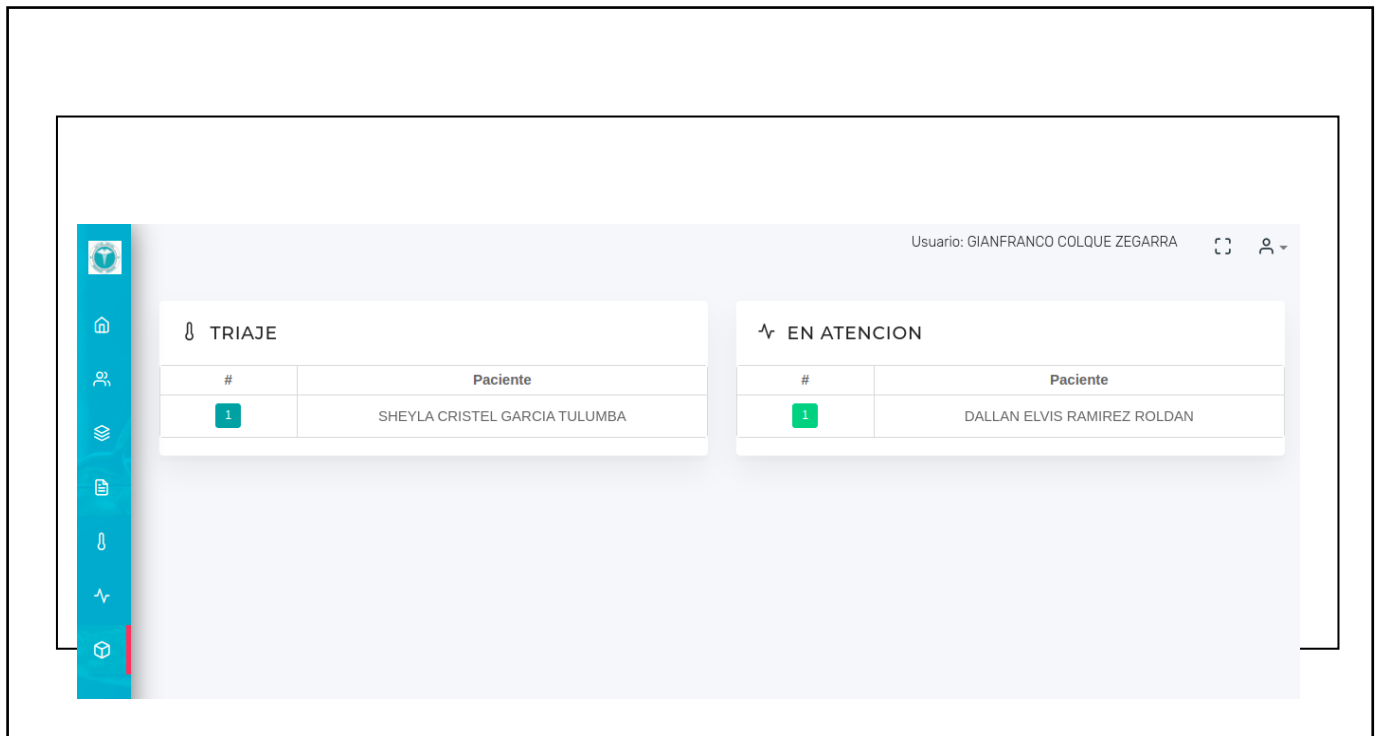 Usuario: GIANFRANCO COLQUE ZEGARRA
TRIAJE
# Paciente
1 SHEYLA CRISTEL GARCIA TULUMBA
EN ATENCION
# Paciente
1 DALLAN ELVIS RAMIREZ ROLDAN